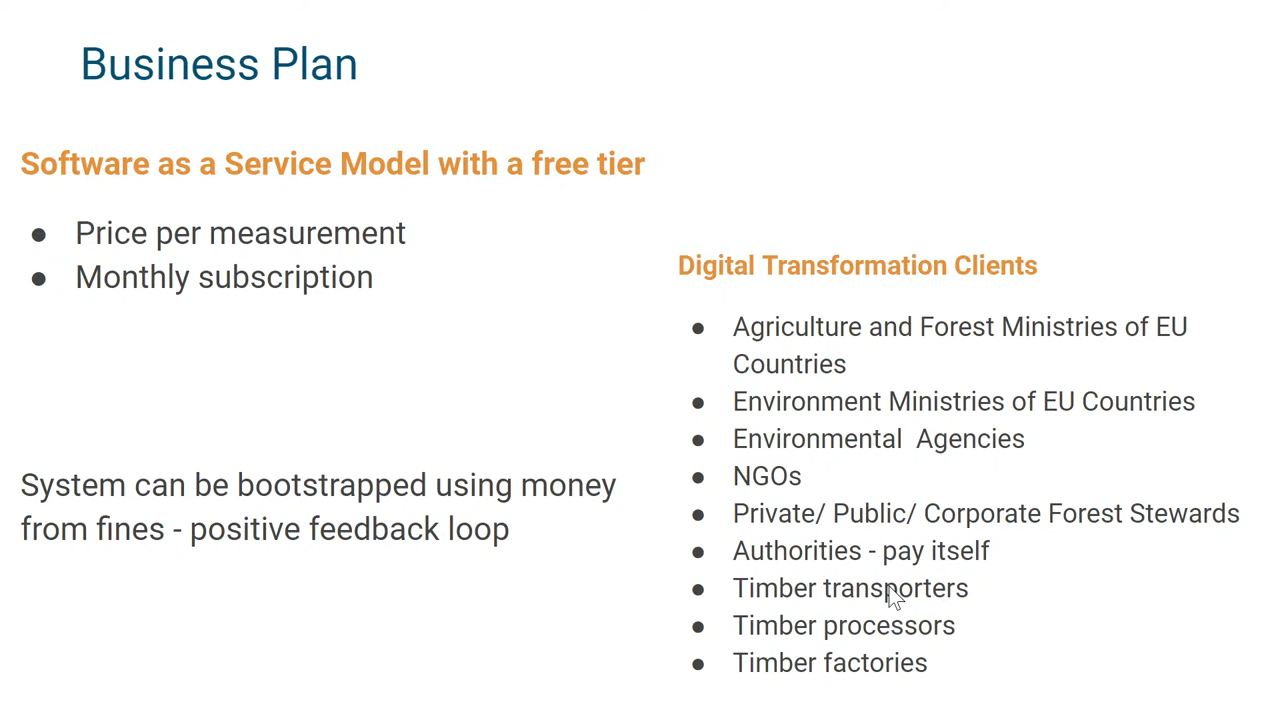 Business Plan
Software as a Service Model with a free tier
● Price per measurement
● Monthly subscription
System can be bootstrapped using money
from fines - positive feedback loop
Digital Transformation Clients
● Agriculture and Forest Ministries of EU
Countries
● Environment Ministries of EU Countries
● Environmental  Agencies
● NGOs
● Private/ Public/ Corporate Forest Stewards
● Authorities - pay itself
● Timber transporters
● Timber processors
● Timber factories